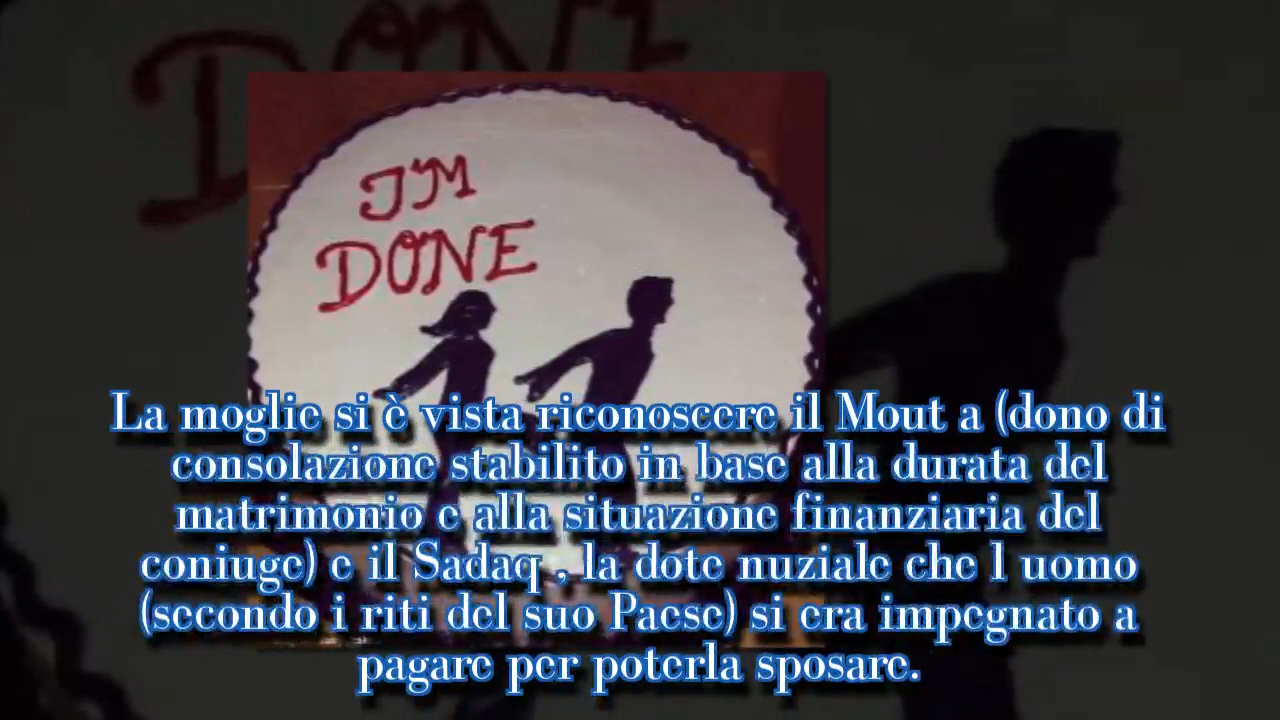 I'M
DONE
La moglie si è vista riconoscere il Mout a (dono di
consolazione stabilito in base alla durata del
matrimonio e alla situazione finanziaria del
coniuge) e il Sadaq , la dote nuziale che l uomo
(secondo i riti del suo Paese) si era impegnato a
pagare per poterla sposare.